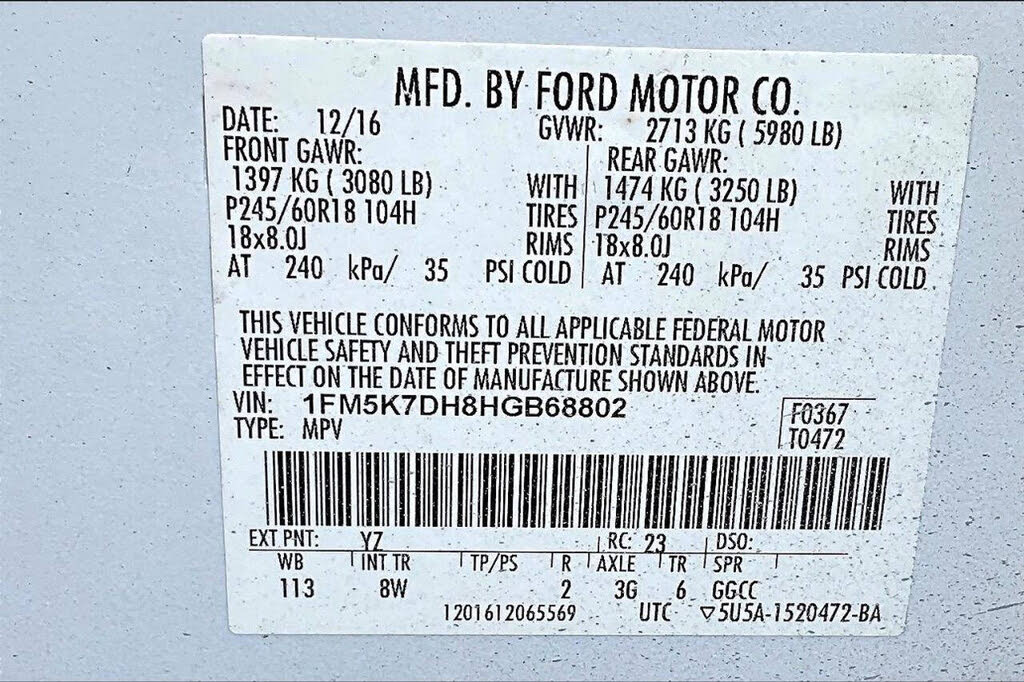 MFD. BY FORD MOTOR CO.
DATE: 12/16 GVWR: 2713 KG ( 5980 LB)
FRONT GAWR: REAR GAWR:
1397 KG ( 3080 LB) WITH 1474 KG ( 3250 LB) WITH
P245/60R18 104H TIRES P245/60R18 104H TIRES
18x8.0J RIMS 18x8.0J RIMS
AT 240 kPa/ 35 PSI COLD AT 240 kPa/ 35 PSI COLD
THIS VEHICLE CONFORMS TO ALL APPLICABLE FEDERAL MOTOR
VEHICLE SAFETY AND THEFT PREVENTION STANDARDS IN
EFFECT ON THE DATE OF MANUFACTURE SHOWN ABOVE.
VIN: 1FM5K7DH8HGB68802 F0367
TYPE: MPV T0472
EXT PNT: YZ RC: 23 DSO:
WB INT TR TP/PS R AXLE TR SPR
113 8W 2 3G 6 GGCC
1201612065569 UTC ▽5U5A-1520472-BA